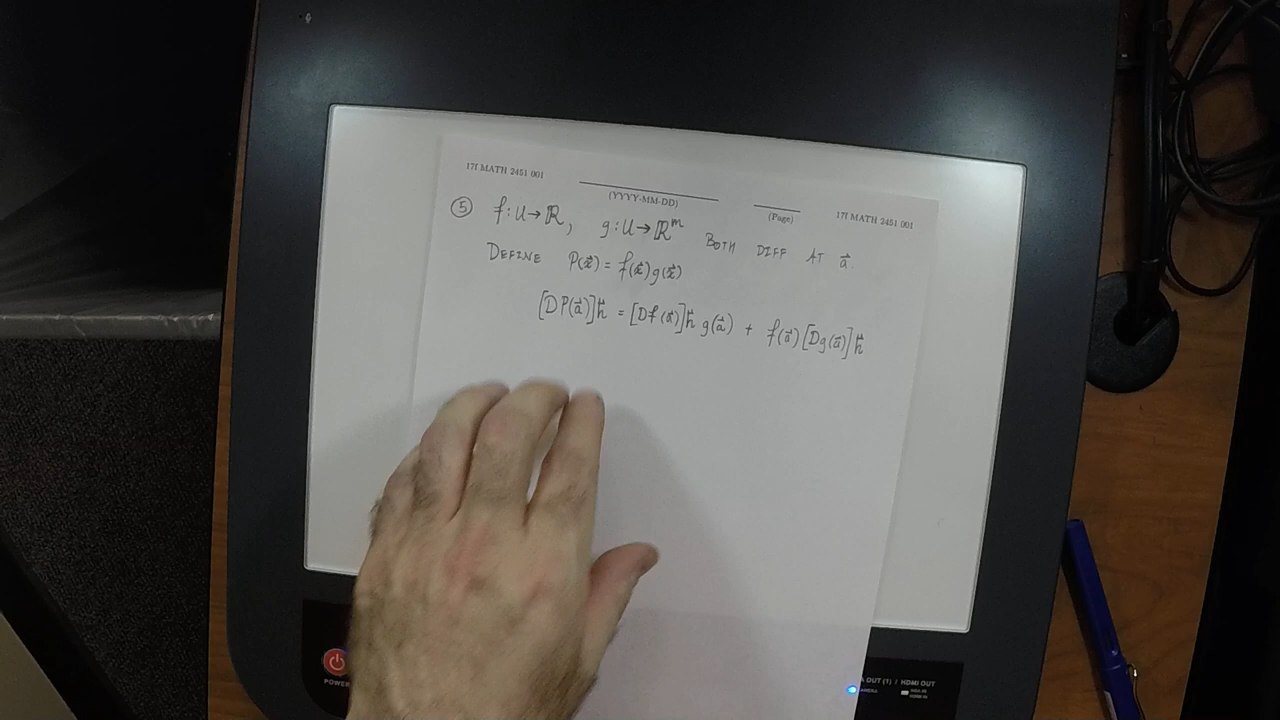 17f MATH 2451 001
(YYYY-MM-DD)
(Page)
17f MATH 2451 001
⑤ f: U→ℝ, g: U→ℝᵐ BOTH DIFF AT a⃗.
DEFINE P(x⃗) = f(x⃗)g(x⃗)
[DP(a⃗)]h⃗ = [Df(a⃗)]h⃗ g(a⃗) + f(a⃗)[Dg(a⃗)]h⃗
POWER
OUT (1) / HDMI OUT